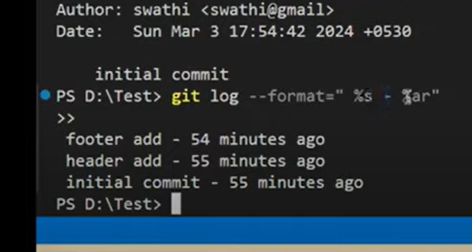 Author: swathi <swathi@gmail>
Date: Sun Mar 3 17:54:42 2024 +0530
initial commit
PS D:\Test> git log --format=" %s - %ar"
>>
footer add - 54 minutes ago
header add - 55 minutes ago
initial commit - 55 minutes ago
PS D:\Test>